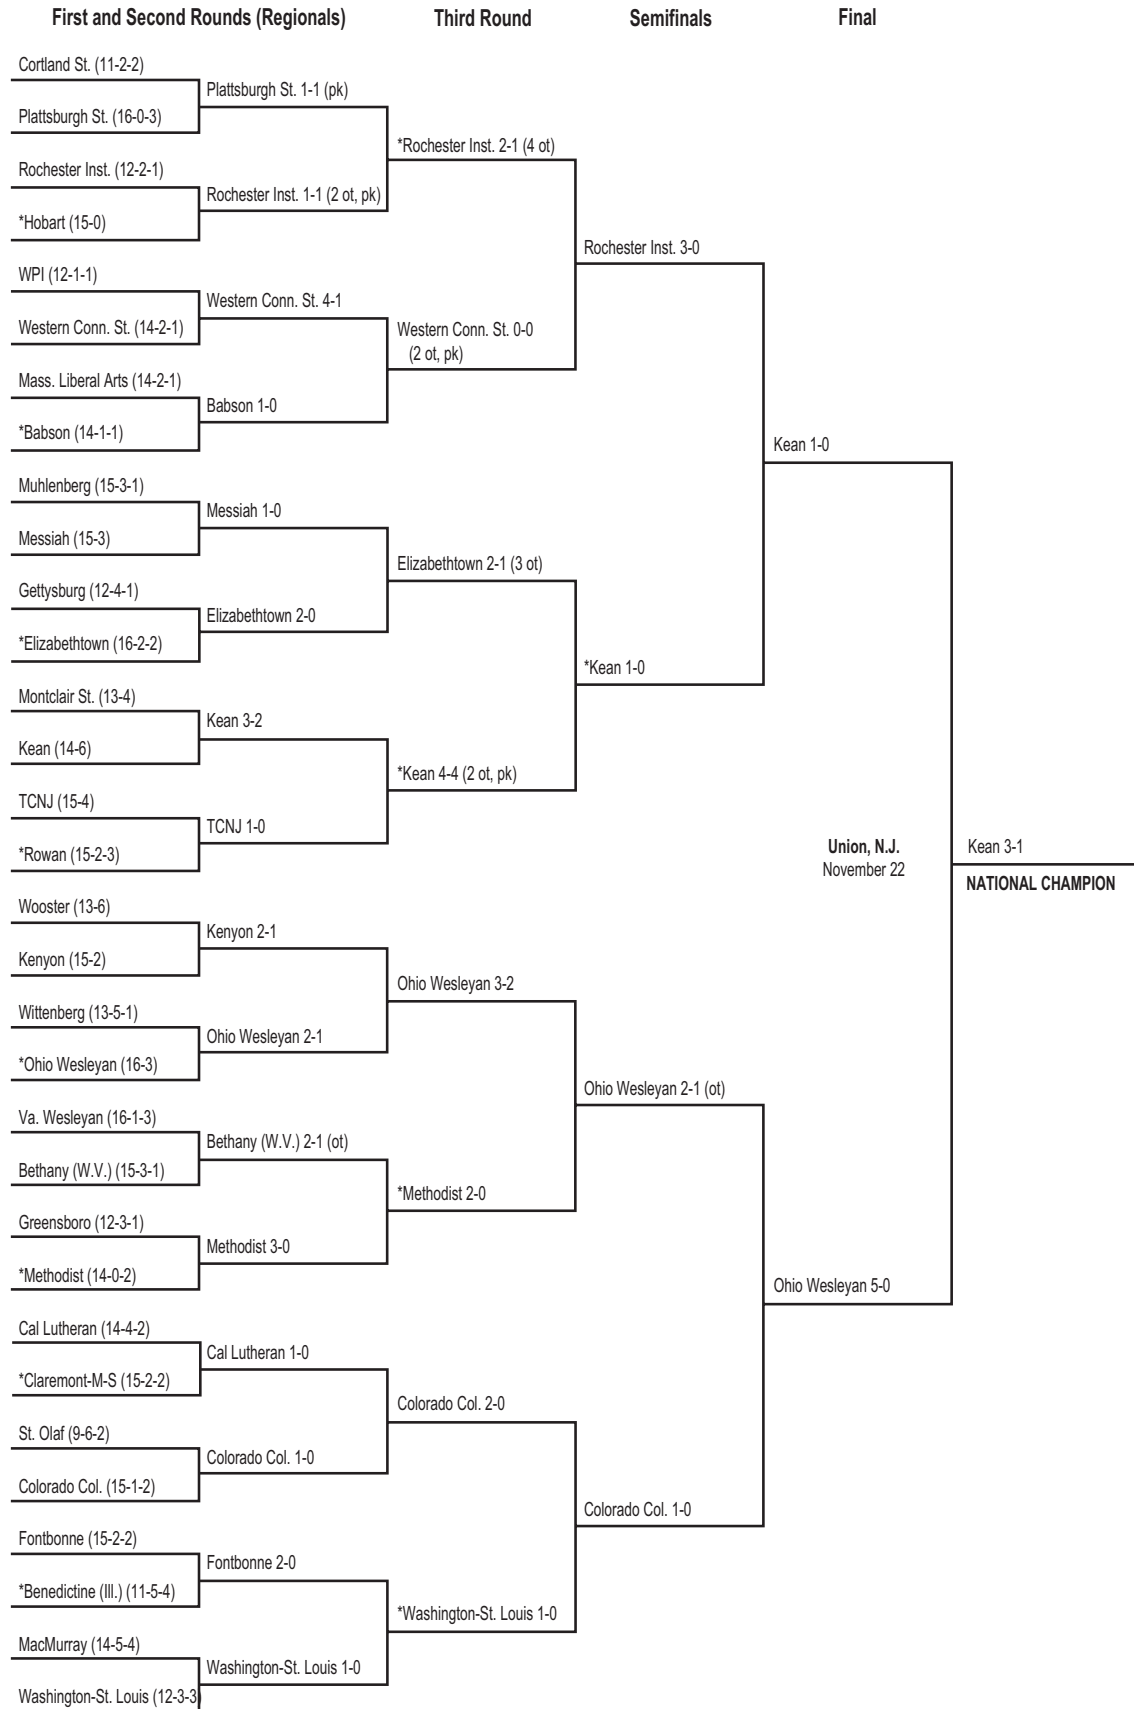 First and Second Rounds (Regionals)
Third Round
Semifinals
Final
Cortland St. (11-2-2)
Plattsburgh St. 1-1 (pk)
Plattsburgh St. (16-0-3)
*Rochester Inst. 2-1 (4 ot)
Rochester Inst. (12-2-1)
Rochester Inst. 1-1 (2 ot, pk)
*Hobart (15-0)
Rochester Inst. 3-0
WPI (12-1-1)
Western Conn. St. 4-1
Western Conn. St. (14-2-1)
Western Conn. St. 0-0
(2 ot, pk)
Mass. Liberal Arts (14-2-1)
Babson 1-0
*Babson (14-1-1)
Kean 1-0
Muhlenberg (15-3-1)
Messiah 1-0
Messiah (15-3)
Elizabethtown 2-1 (3 ot)
Gettysburg (12-4-1)
Elizabethtown 2-0
*Elizabethtown (16-2-2)
*Kean 1-0
Montclair St. (13-4)
Kean 3-2
Kean (14-6)
*Kean 4-4 (2 ot, pk)
TCNJ (15-4)
TCNJ 1-0
*Rowan (15-2-3)
Union, N.J.
November 22
Kean 3-1
NATIONAL CHAMPION
Wooster (13-6)
Kenyon 2-1
Kenyon (15-2)
Ohio Wesleyan 3-2
Wittenberg (13-5-1)
Ohio Wesleyan 2-1
*Ohio Wesleyan (16-3)
Ohio Wesleyan 2-1 (ot)
Va. Wesleyan (16-1-3)
Bethany (W.V.) 2-1 (ot)
Bethany (W.V.) (15-3-1)
*Methodist 2-0
Greensboro (12-3-1)
Methodist 3-0
*Methodist (14-0-2)
Ohio Wesleyan 5-0
Cal Lutheran (14-4-2)
Cal Lutheran 1-0
*Claremont-M-S (15-2-2)
Colorado Col. 2-0
St. Olaf (9-6-2)
Colorado Col. 1-0
Colorado Col. (15-1-2)
Colorado Col. 1-0
Fontbonne (15-2-2)
Fontbonne 2-0
*Benedictine (Ill.) (11-5-4)
*Washington-St. Louis 1-0
MacMurray (14-5-4)
Washington-St. Louis 1-0
Washington-St. Louis (12-3-3)